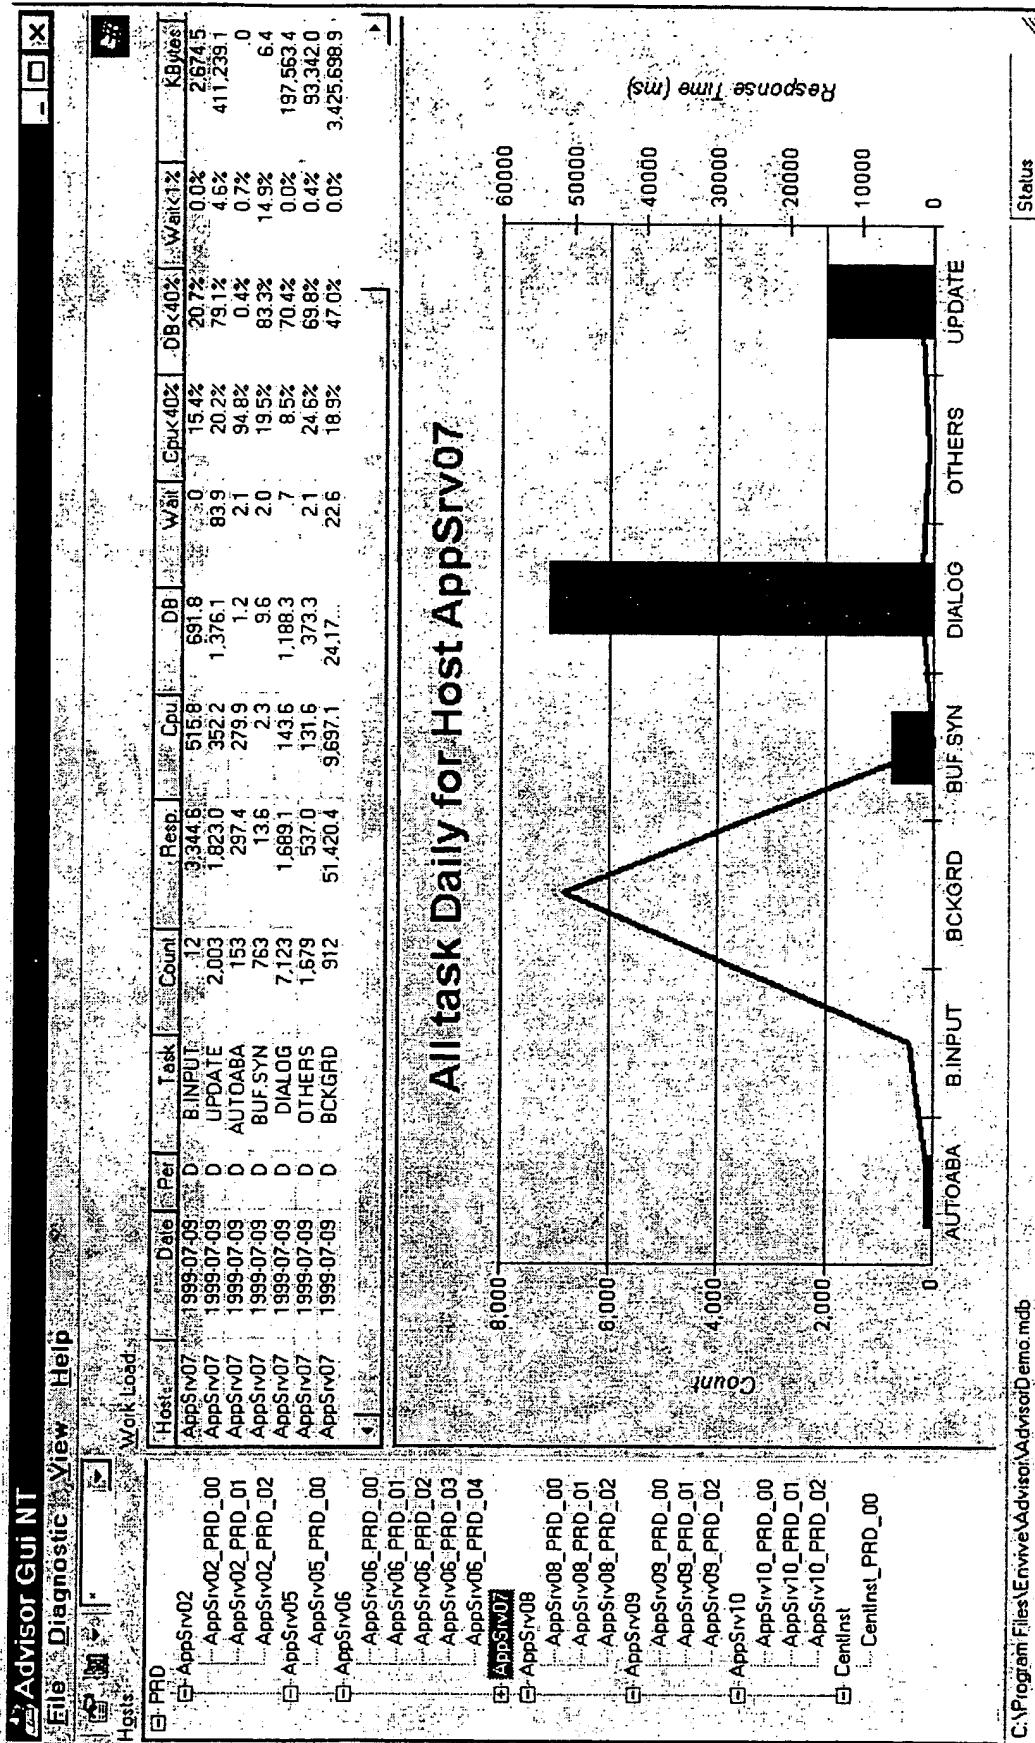 Advisor Gui NT
File Diagnostic View Help
*
Hosts:
PRD
AppSrv02
AppSrv02_PRD_00
AppSrv02_PRD_01
AppSrv02_PRD_02
AppSrv05
AppSrv05_PRD_00
AppSrv06
AppSrv06_PRD_00
AppSrv06_PRD_01
AppSrv06_PRD_02
AppSrv06_PRD_03
AppSrv06_PRD_04
AppSrv07
AppSrv08
AppSrv08_PRD_00
AppSrv08_PRD_01
AppSrv08_PRD_02
AppSrv09
AppSrv09_PRD_00
AppSrv09_PRD_01
AppSrv09_PRD_02
AppSrv10
AppSrv10_PRD_00
AppSrv10_PRD_01
AppSrv10_PRD_02
CentInst
CentInst_PRD_00
Work Load:
Host Date Per Task Count Resp. Cpu DB Wait Cpu<40% DB<40% Wait<1% KBytes
AppSrv07 1999-07-09 D B.INPUT 12 3,344.6 515.8 691.8 .0 15.4% 20.7% 0.0% 2,674.5
AppSrv07 1999-07-09 D UPDATE 2,003 1,823.0 352.2 1,376.1 83.9 20.2% 79.1% 4.6% 411,239.1
AppSrv07 1999-07-09 D AUTOABA 153 297.4 279.9 1.2 2.1 94.8% 0.4% 0.7% .0
AppSrv07 1999-07-09 D BUF.SYN 763 13.6 2.3 9.6 2.0 19.5% 83.3% 14.9% 6.4
AppSrv07 1999-07-09 D DIALOG 7,123 1,689.1 143.6 1,188.3 .7 8.5% 70.4% 0.0% 197,563.4
AppSrv07 1999-07-09 D OTHERS 1,679 537.0 131.6 373.3 2.1 24.6% 69.8% 0.4% 93,342.0
AppSrv07 1999-07-09 D BCKGRD 912 51,420.4 9,697.1 24,17... 22.6 18.9% 47.0% 0.0% 3,425,698.9
All task Daily for Host AppSrv07
Count
8,000
6,000
4,000
2,000
0
60000
50000
40000
30000
20000
10000
0
Response Time (ms)
AUTOABA B.INPUT BCKGRD BUF.SYN DIALOG OTHERS UPDATE
C:\Program Files\Envive\Advisor\AdvisorDemo.mdb
Status